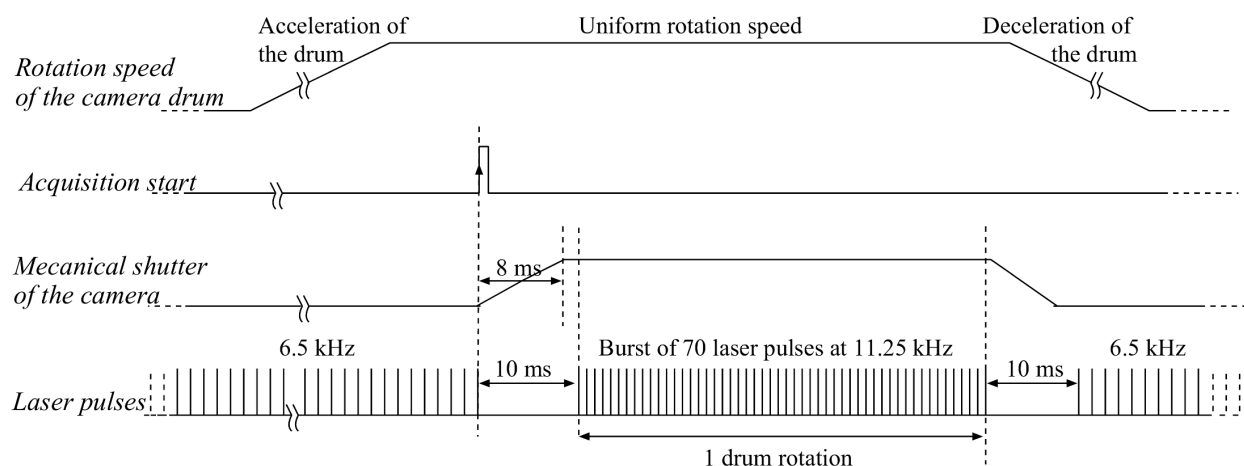 Acceleration of
the drum
Uniform rotation speed
Deceleration of
the drum
Rotation speed
of the camera drum
Acquisition start
Mecanical shutter
of the camera
8 ms
6.5 kHz
Burst of 70 laser pulses at 11.25 kHz
6.5 kHz
10 ms
10 ms
Laser pulses
1 drum rotation